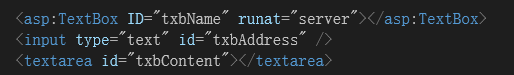 <asp:TextBox ID="txbName" runat="server"></asp:TextBox>
<input type="text" id="txbAddress" />
<textarea id="txbContent"></textarea>